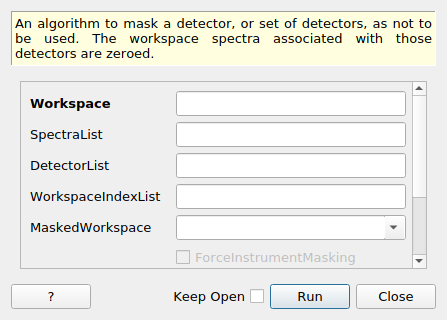 An algorithm to mask a detector, or set of detectors, as not to
be used. The workspace spectra associated with those
detectors are zeroed.
Workspace
SpectraList
DetectorList
WorkspaceIndexList
MaskedWorkspace
ForceInstrumentMasking
? Keep Open Run Close